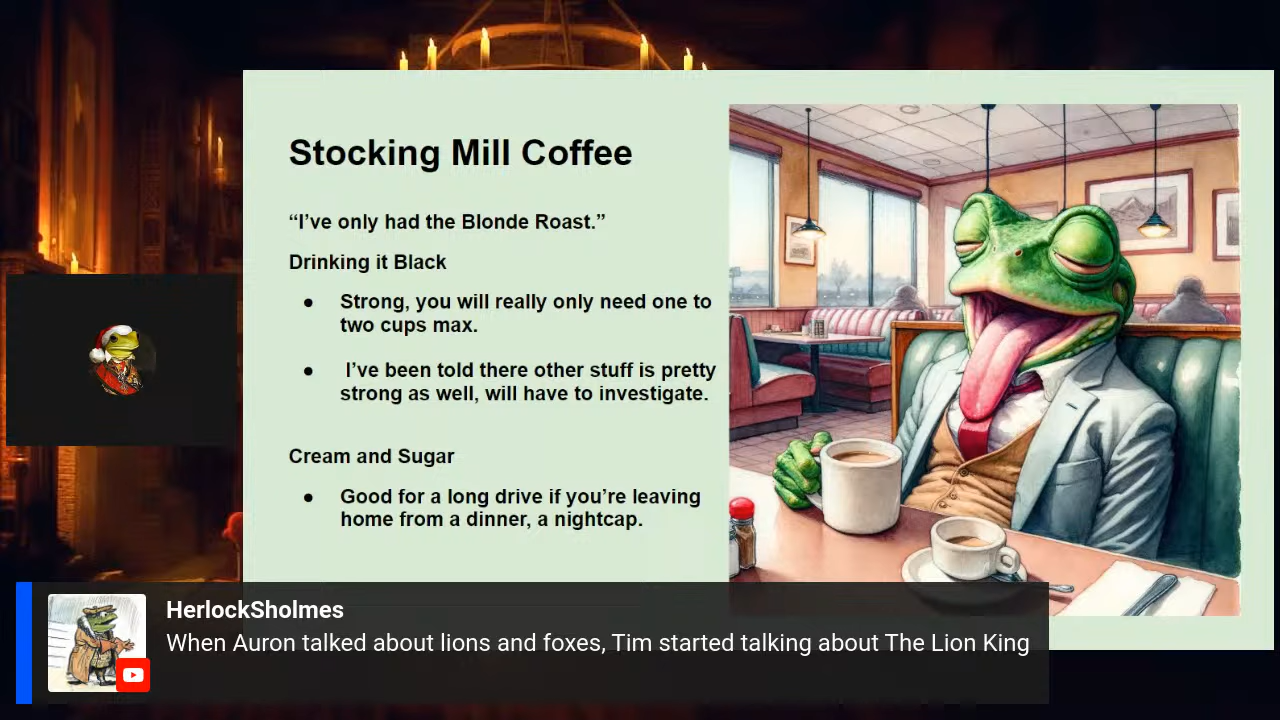 Stocking Mill Coffee
“I’ve only had the Blonde Roast.”
Drinking it Black
● Strong, you will really only need one to
two cups max.
● I’ve been told there other stuff is pretty
strong as well, will have to investigate.
Cream and Sugar
● Good for a long drive if you’re leaving
home from a dinner, a nightcap.
HerlockSholmes
When Auron talked about lions and foxes, Tim started talking about The Lion King